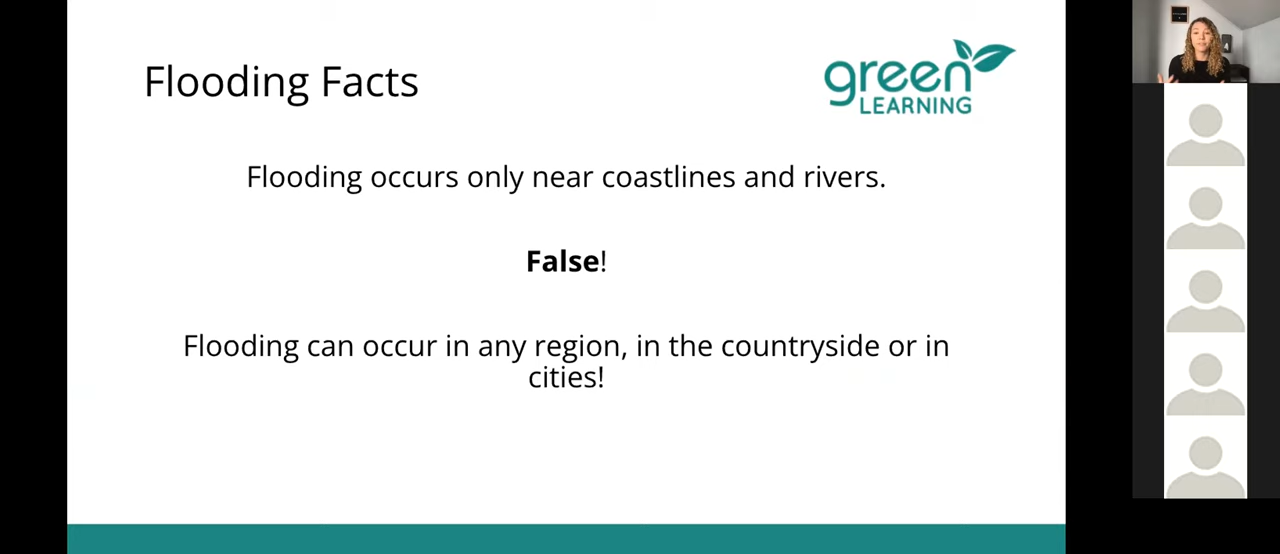 Flooding Facts
green
LEARNING
Flooding occurs only near coastlines and rivers.
False!
Flooding can occur in any region, in the countryside or in
cities!